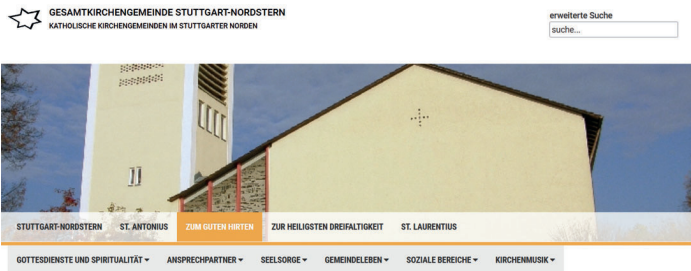 GESAMTKIRCHENGEMEINDE STUTTGART-NORDSTERN
KATHOLISCHE KIRCHENGEMEINDEN IM STUTTGARTER NORDEN
erweiterte Suche
suche...
STUTTGART-NORDSTERN ST. ANTONIUS ZUM GUTEN HIRTEN ZUR HEILIGSTEN DREIFALTIGKEIT ST. LAURENTIUS
GOTTESDIENSTE UND SPIRITUALITÄT ANSPRECHPARTNER SEELSORGE GEMEINDELEBEN SOZIALE BEREICHE KIRCHENMUSIK